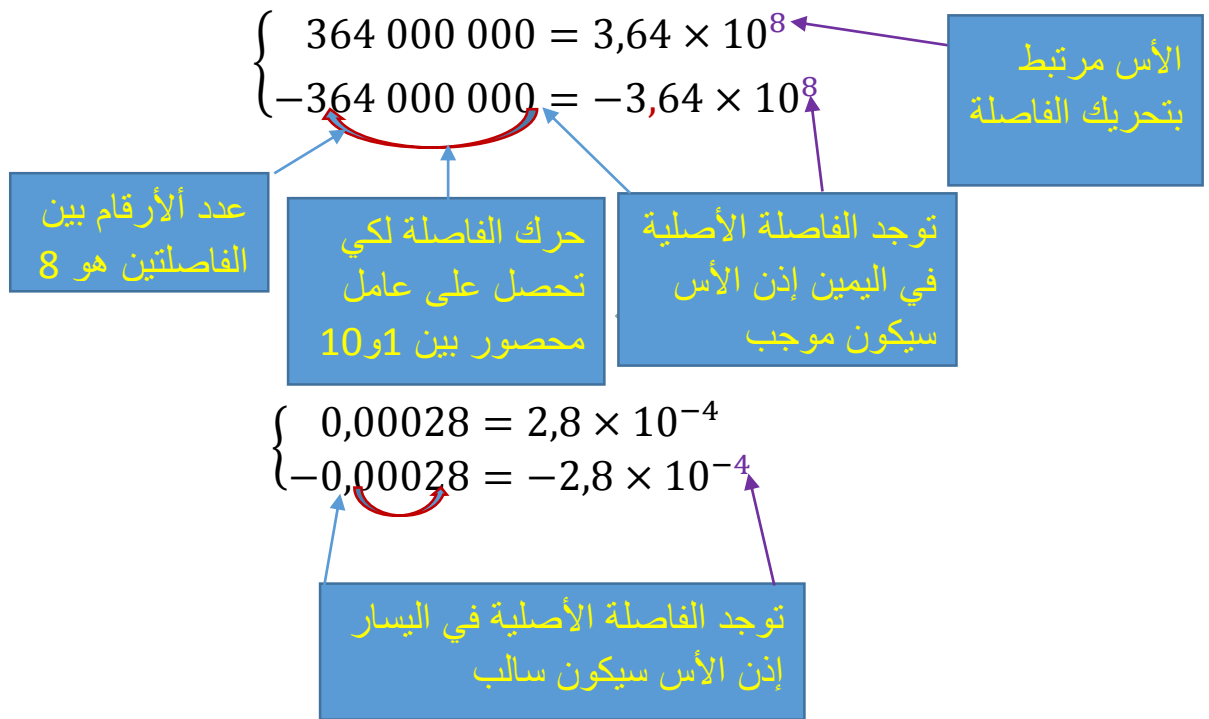 364 000 000 = 3,64 × 10⁸
−364 000 000 = −3,64 × 10⁸
الأس مرتبط
بتحريك الفاصلة
توجد الفاصلة الأصلية
في اليمين إذن الأس
سيكون موجب
حرك الفاصلة لكي
تحصل على عامل
محصور بين 1و10
عدد ألأرقام بين
الفاصلتين هو 8
0,00028 = 2,8 × 10⁻⁴
−0,00028 = −2,8 × 10⁻⁴
توجد الفاصلة الأصلية في اليسار
إذن الأس سيكون سالب